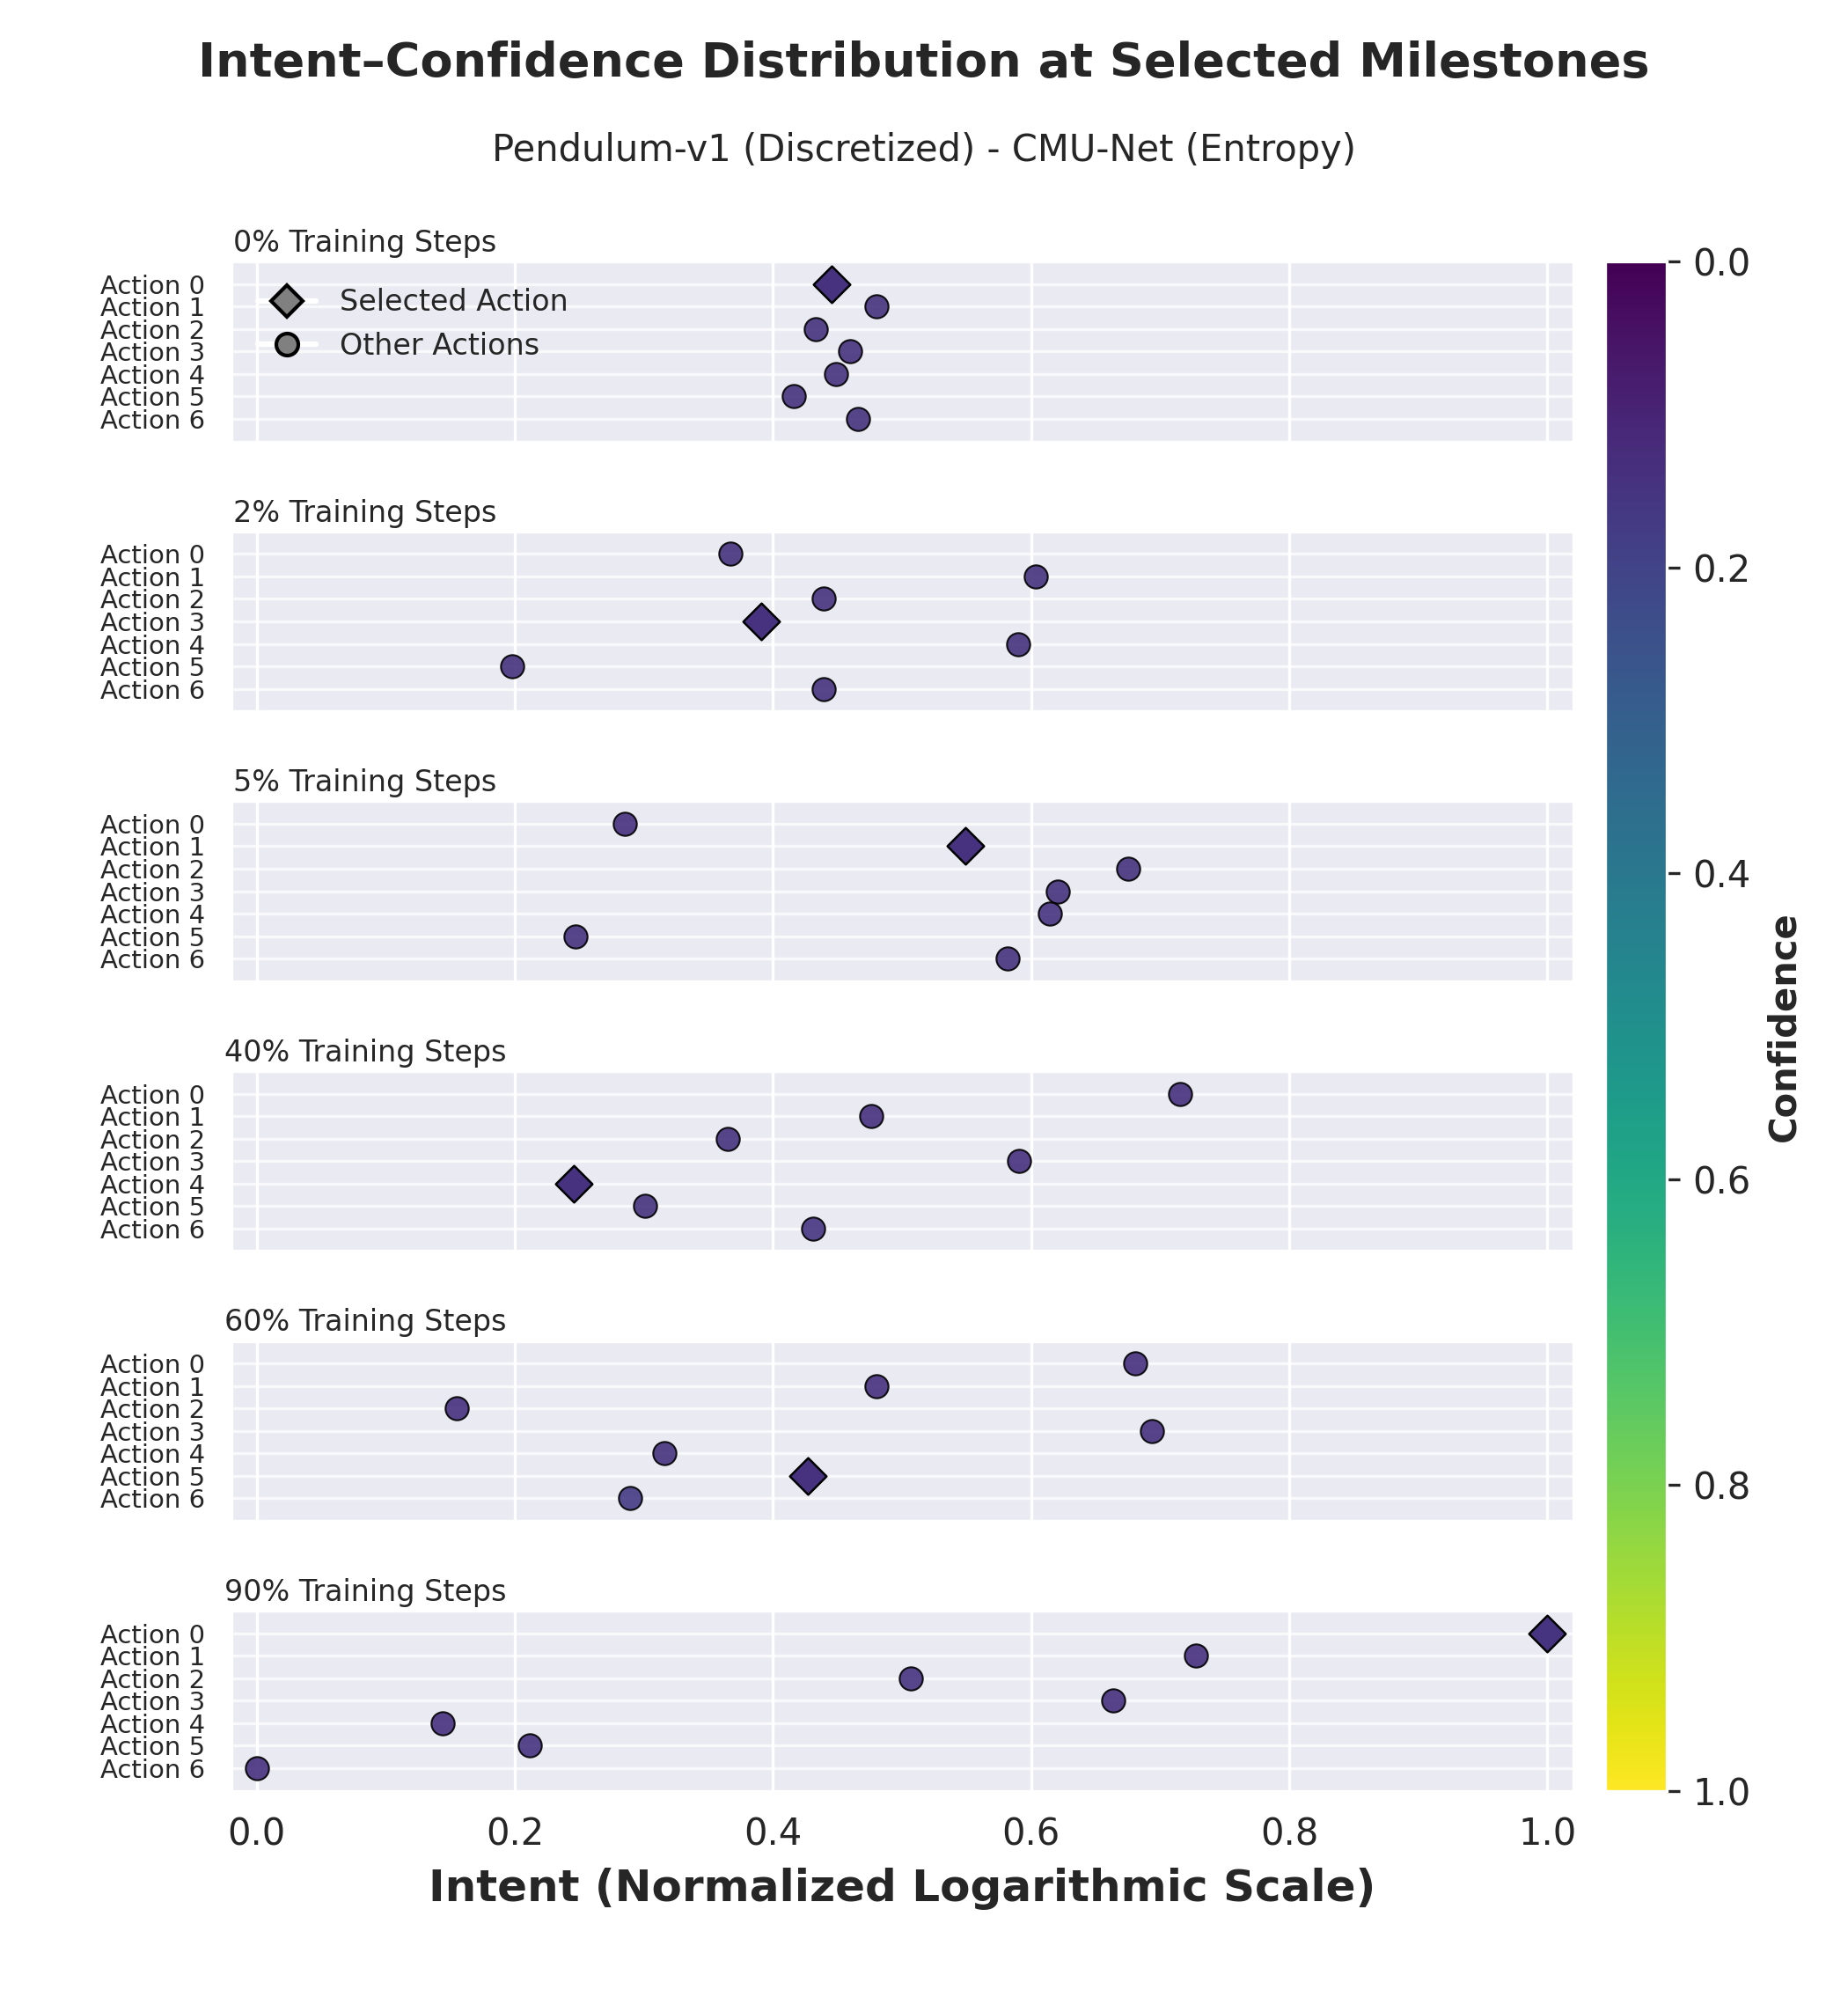 Intent–Confidence Distribution at Selected Milestones
Pendulum-v1 (Discretized) - CMU-Net (Entropy)
0% Training Steps
Action 0
Action 1
Action 2
Action 3
Action 4
Action 5
Action 6
Selected Action
Other Actions
2% Training Steps
Action 0
Action 1
Action 2
Action 3
Action 4
Action 5
Action 6
5% Training Steps
Action 0
Action 1
Action 2
Action 3
Action 4
Action 5
Action 6
40% Training Steps
Action 0
Action 1
Action 2
Action 3
Action 4
Action 5
Action 6
60% Training Steps
Action 0
Action 1
Action 2
Action 3
Action 4
Action 5
Action 6
90% Training Steps
Action 0
Action 1
Action 2
Action 3
Action 4
Action 5
Action 6
0.0 0.2 0.4 0.6 0.8 1.0
Intent (Normalized Logarithmic Scale)
0.0
0.2
0.4
0.6
0.8
1.0
Confidence